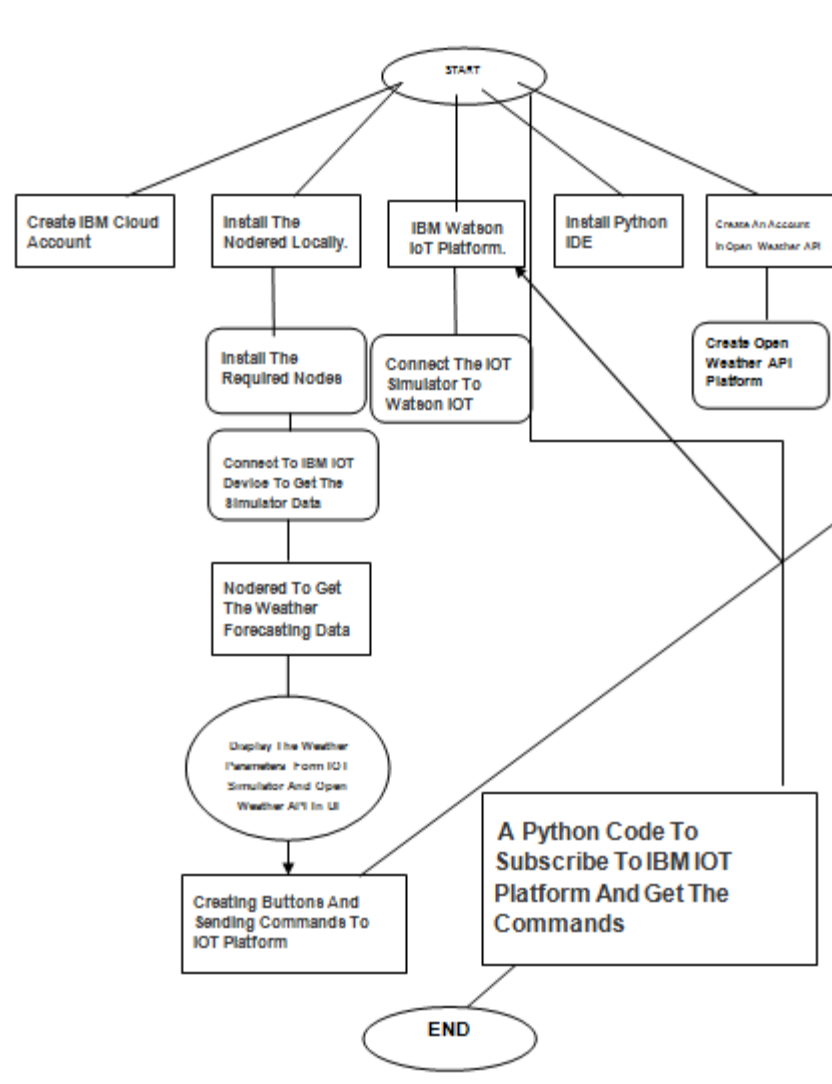 START
Create IBM Cloud
Account
Install The
Nodered Locally.
IBM Watson
IoT Platform.
Install Python
IDE
Create An Account
In Open Weather API
Install The
Required Nodes
Connect The IOT
Simulator To
Watson IOT
Create Open
Weather API
Platform
Connect To IBM IOT
Device To Get The
Simulator Data
Nodered To Get
The Weather
Forecasting Data
Display The Weather
Parameters Form IOT
Simulator And Open
Weather API In UI
Creating Buttons And
Sending Commands To
IOT Platform
A Python Code To
Subscribe To IBM IOT
Platform And Get The
Commands
END